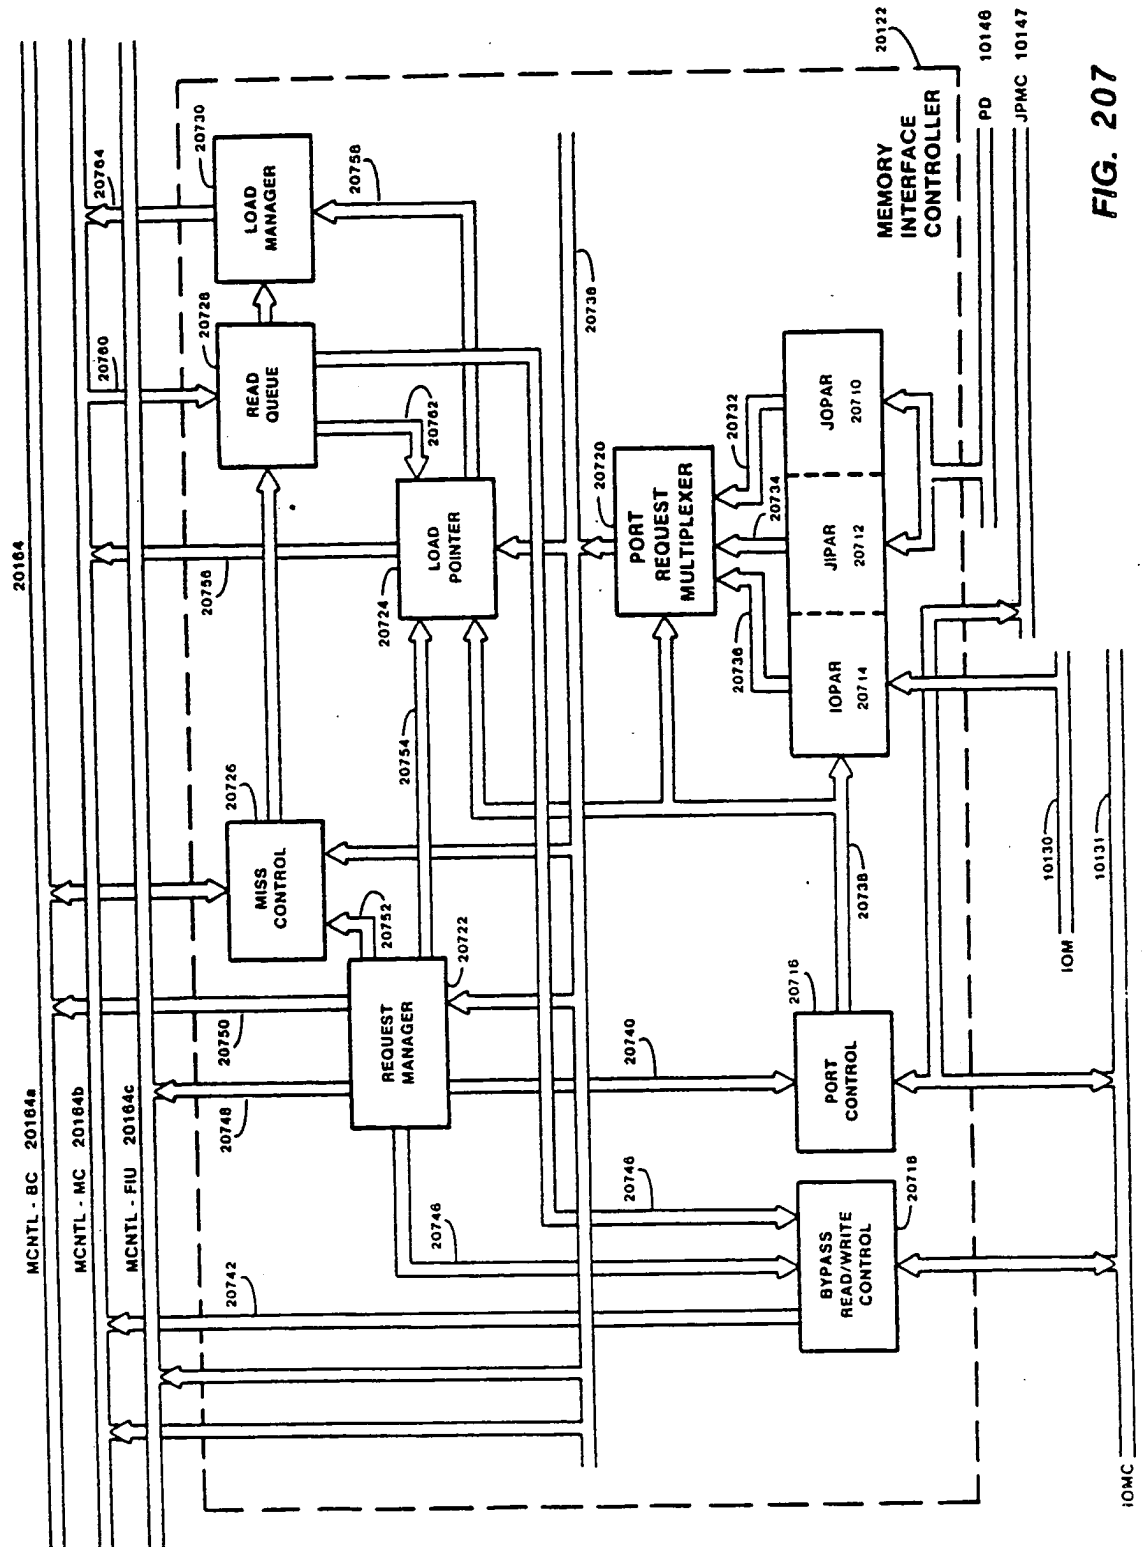 20164
MCNTL - BC 20164a
MCNTL - MC 20164b
MCNTL - FIU 20164c
20742
20748
20750
20756
20760
20764
20726
MISS
CONTROL
20752
20728
READ
QUEUE
20730
LOAD
MANAGER
20758
REQUEST
MANAGER
20722
20754
20724
LOAD
POINTER
20762
20746
20746
20740
20736
20720
PORT
REQUEST
MULTIPLEXER
20736
20734
20732
BYPASS
READ/WRITE
CONTROL
20718
PORT
CONTROL
20716
20738
IOPAR
20714
JIPAR
20712
JOPAR
20710
MEMORY
INTERFACE
CONTROLLER
20122
PD 10146
JPMC 10147
10130
IOM
10131
IOMC
FIG. 207